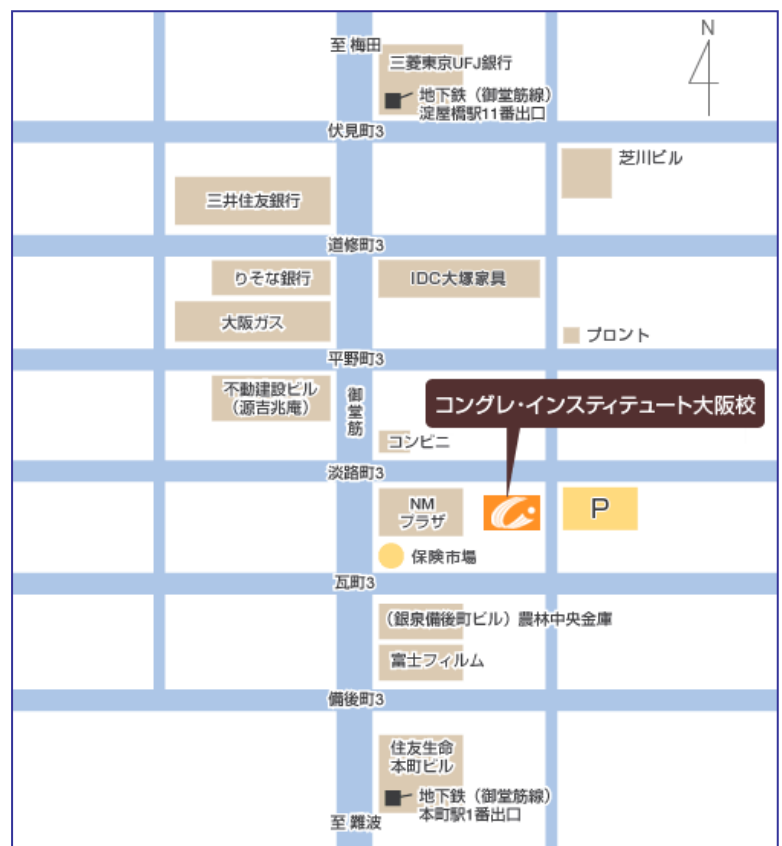 至 梅田
三菱東京UFJ銀行
N
地下鉄（御堂筋線）
淀屋橋駅11番出口
伏見町3
芝川ビル
三井住友銀行
道修町3
りそな銀行
IDC大塚家具
大阪ガス
プロント
平野町3
不動建設ビル
（源吉兆庵）
御堂筋
コングレ・インスティテュート大阪校
コンビニ
淡路町3
NM
プラザ
P
保険市場
瓦町3
（銀泉備後町ビル）農林中央金庫
富士フィルム
備後町3
住友生命
本町ビル
地下鉄（御堂筋線）
本町駅1番出口
至 難波